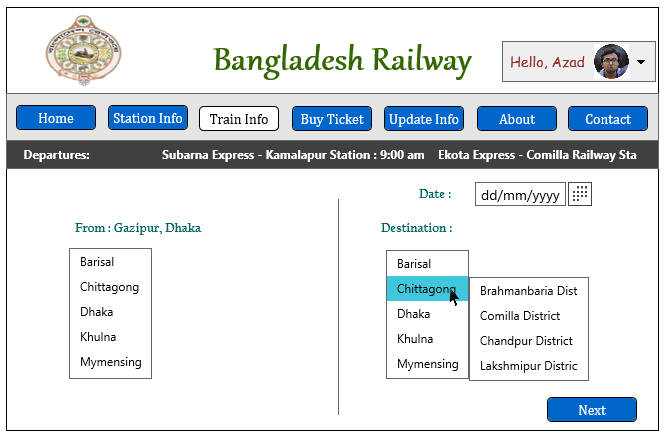 Bangladesh Railway
Hello, Azad
Home
Station Info
Train Info
Buy Ticket
Update Info
About
Contact
Departures:
Subarna Express - Kamalapur Station : 9:00 am
Ekota Express - Comilla Railway Sta
Date :
dd/mm/yyyy
From : Gazipur, Dhaka
Destination :
Barisal
Chittagong
Dhaka
Khulna
Mymensing
Barisal
Chittagong
Dhaka
Khulna
Mymensing
Brahmanbaria Dist
Comilla District
Chandpur District
Lakshmipur Distric
Next